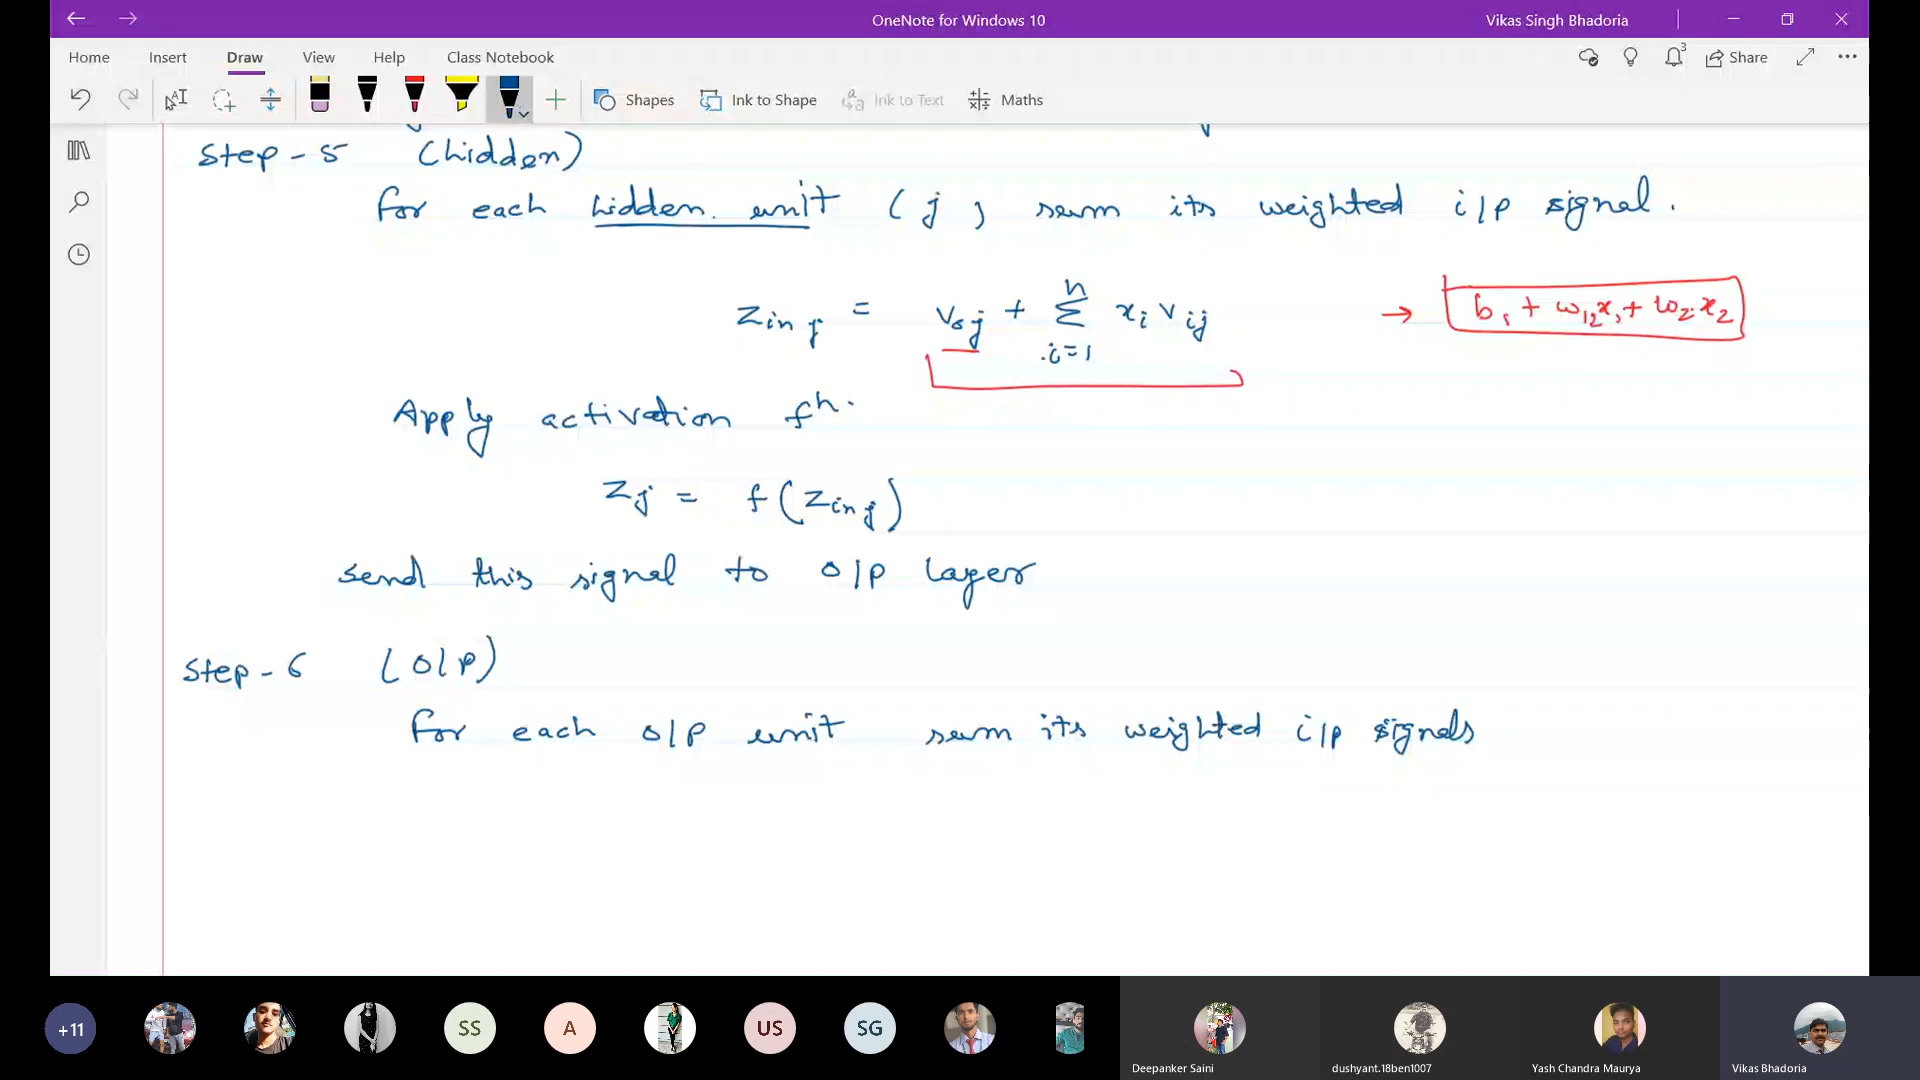 OneNote for Windows 10
Vikas Singh Bhadoria
Home Insert Draw View Help Class Notebook
3
Share
Shapes Ink to Shape Ink to Text Maths
Step - 5 (hidden)
for each hidden unit (j) sum its weighted i/p signal.
Zinj = Voj + n∑i=1 xi vij → b1 + w12x1 + w2x2
Apply activation fn.
Zj = f(Zinj)
send this signal to o/p layer
Step - 6 (o/p)
for each o/p unit sum its weighted i/p signals
+11
SS
A
US
SG
Deepanker Saini
dushyant.18ben1007
Yash Chandra Maurya
Vikas Bhadoria